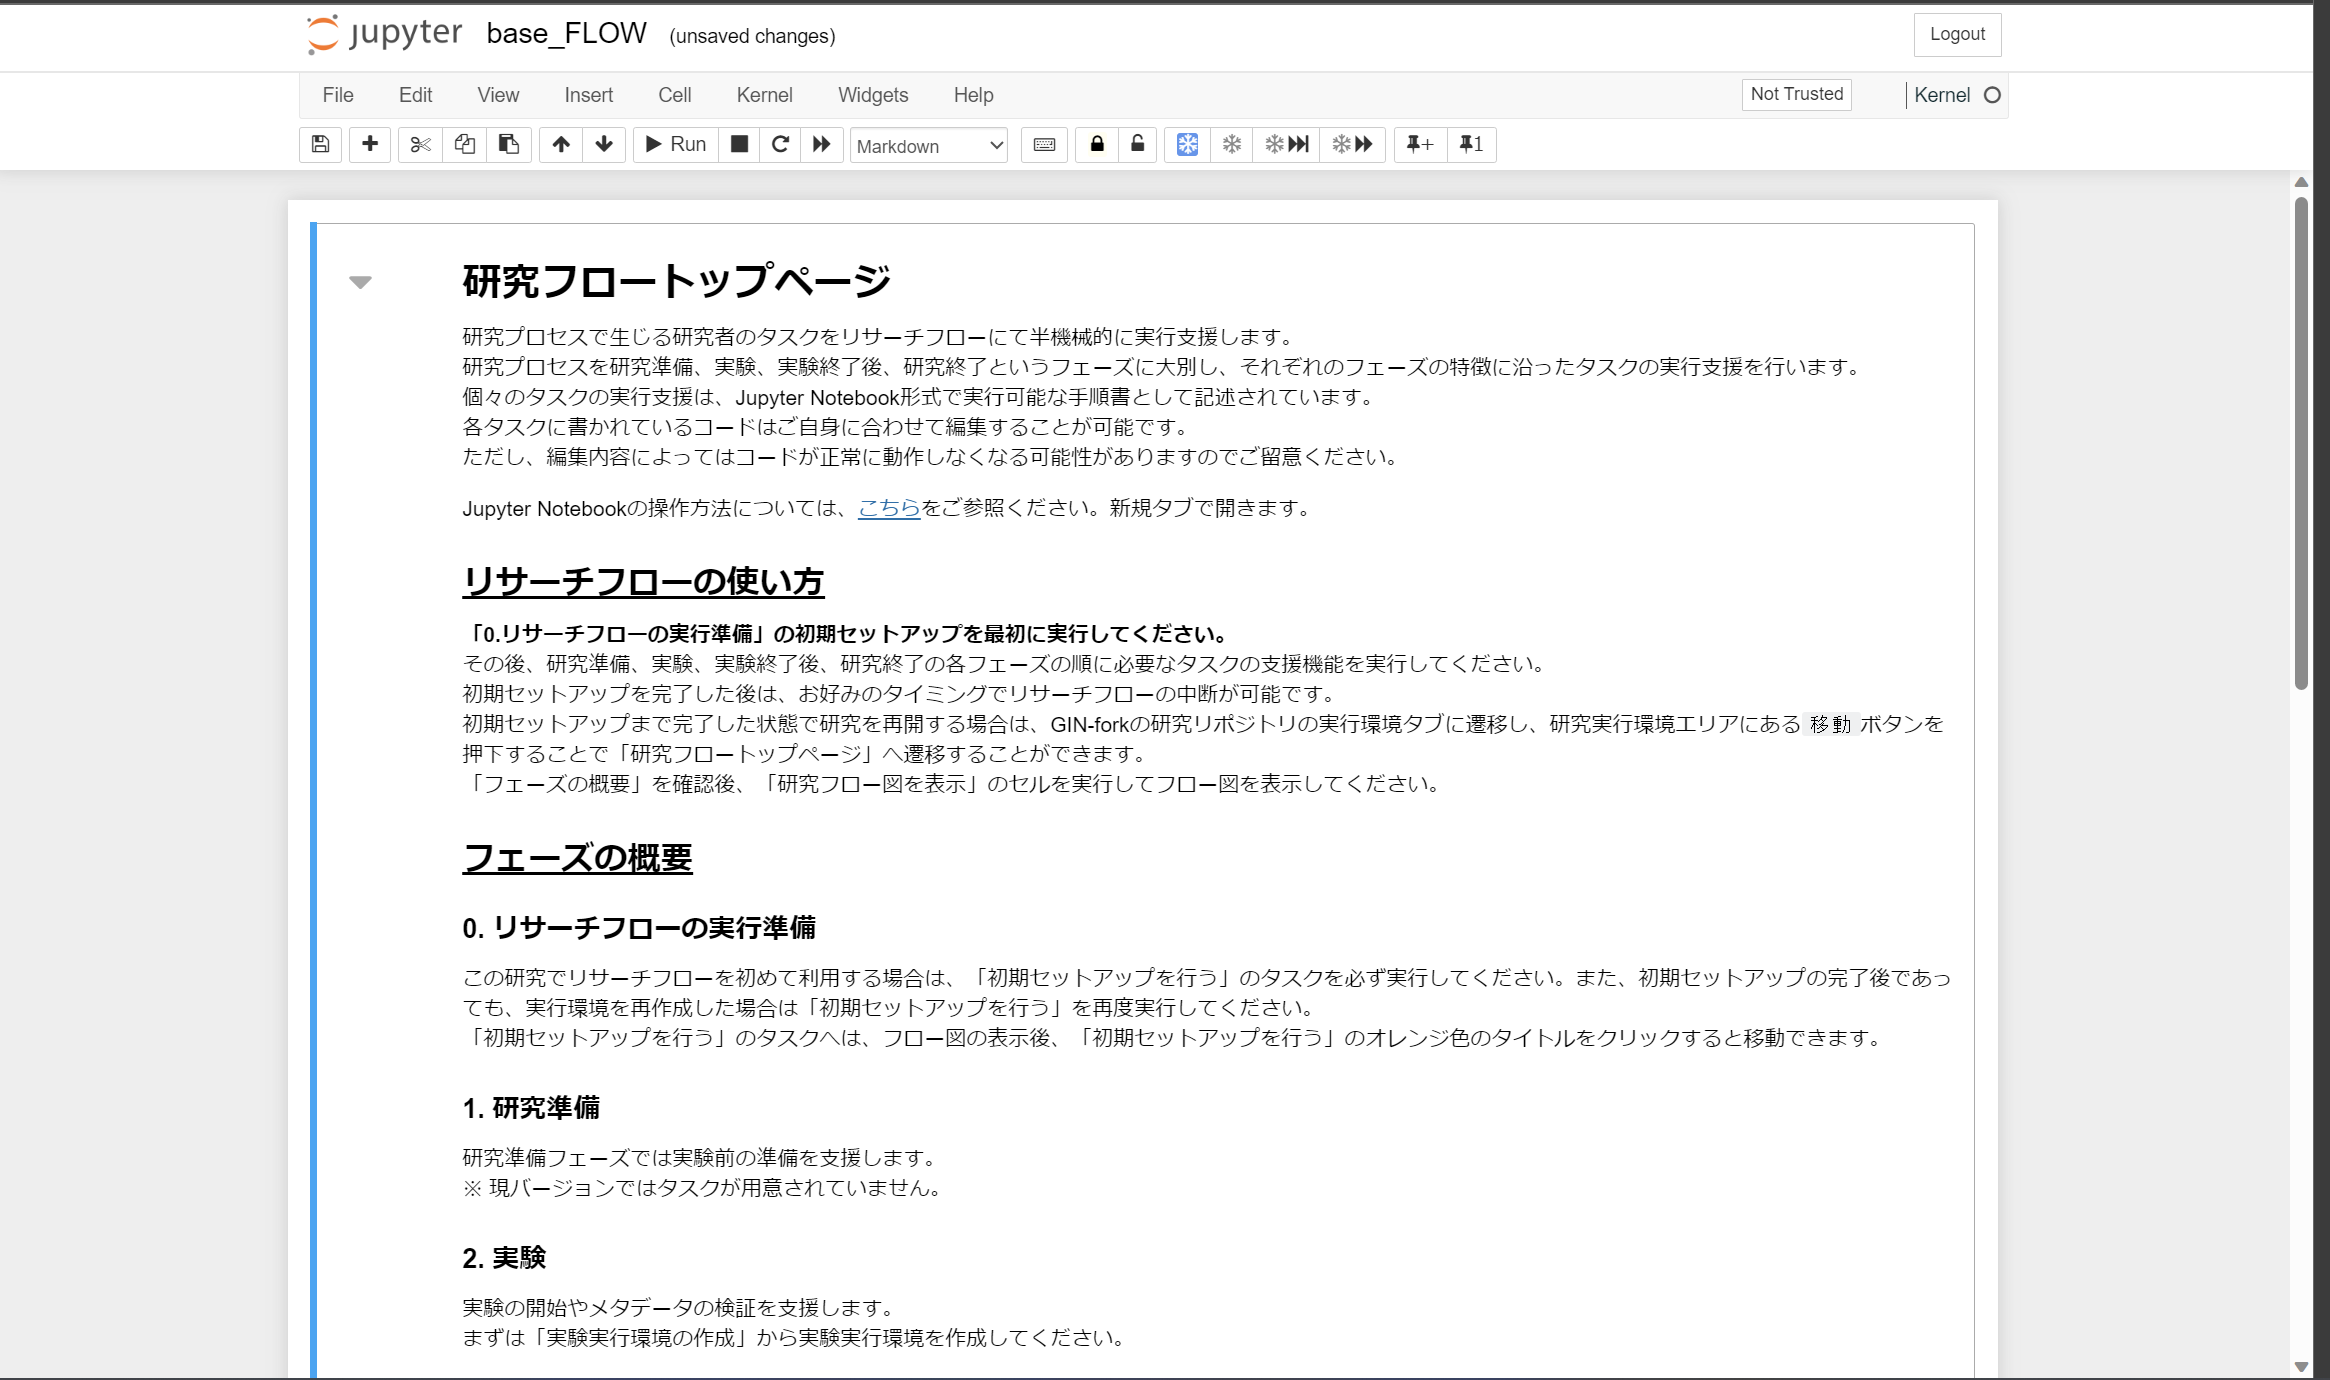 jupyter base_FLOW (unsaved changes)
Logout
File Edit View Insert Cell Kernel Widgets Help
Not Trusted
Kernel
Run
Markdown
+
1
研究フロートップページ
研究プロセスで生じる研究者のタスクをリサーチフローにて半機械的に実行支援します。
研究プロセスを研究準備、実験、実験終了後、研究終了というフェーズに大別し、それぞれのフェーズの特徴に沿ったタスクの実行支援を行います。
個々のタスクの実行支援は、Jupyter Notebook形式で実行可能な手順書として記述されています。
各タスクに書かれているコードはご自身に合わせて編集することが可能です。
ただし、編集内容によってはコードが正常に動作しなくなる可能性がありますのでご留意ください。
Jupyter Notebookの操作方法については、こちらをご参照ください。新規タブで開きます。
リサーチフローの使い方
「0.リサーチフローの実行準備」の初期セットアップを最初に実行してください。
その後、研究準備、実験、実験終了後、研究終了の各フェーズの順に必要なタスクの支援機能を実行してください。
初期セットアップを完了した後は、お好みのタイミングでリサーチフローの中断が可能です。
初期セットアップまで完了した状態で研究を再開する場合は、GIN-forkの研究リポジトリの実行環境タブに遷移し、研究実行環境エリアにある 移動 ボタンを
押下することで「研究フロートップページ」へ遷移することができます。
「フェーズの概要」を確認後、「研究フロー図を表示」のセルを実行してフロー図を表示してください。
フェーズの概要
0. リサーチフローの実行準備
この研究でリサーチフローを初めて利用する場合は、「初期セットアップを行う」のタスクを必ず実行してください。また、初期セットアップの完了後であっ
ても、実行環境を再作成した場合は「初期セットアップを行う」を再度実行してください。
「初期セットアップを行う」のタスクへは、フロー図の表示後、「初期セットアップを行う」のオレンジ色のタイトルをクリックすると移動できます。
1. 研究準備
研究準備フェーズでは実験前の準備を支援します。
※ 現バージョンではタスクが用意されていません。
2. 実験
実験の開始やメタデータの検証を支援します。
まずは「実験実行環境の作成」から実験実行環境を作成してください。